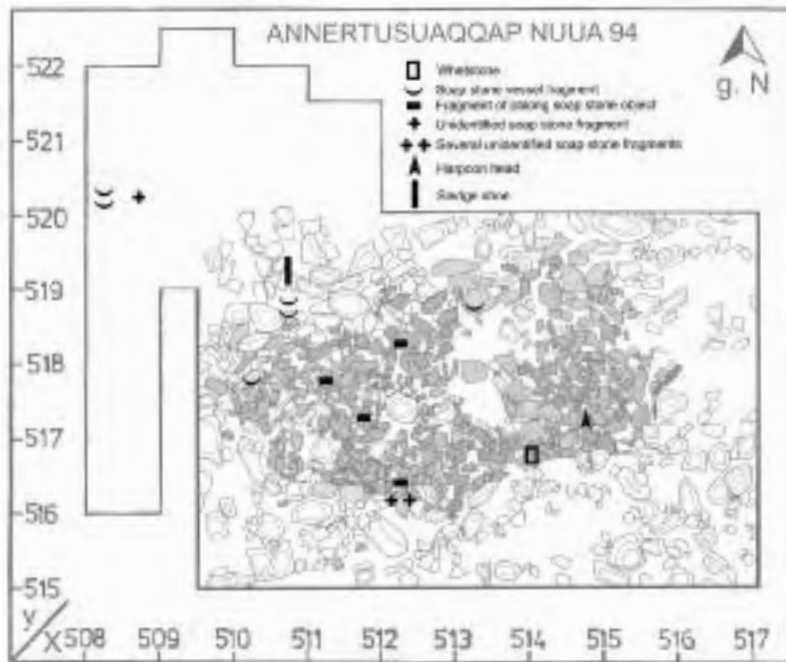 ANNERTUSUAQQAP NUUA 94
g. N
Whetstone
Soap stone vessel fragment
Fragment of oblong soap stone object
Unidentified soap stone fragment
Several unidentified soap stone fragments
Harpoon head
Sledge shoe
522
521
520
519
518
517
516
515
y/x 508 509 510 511 512 513 514 515 516 517